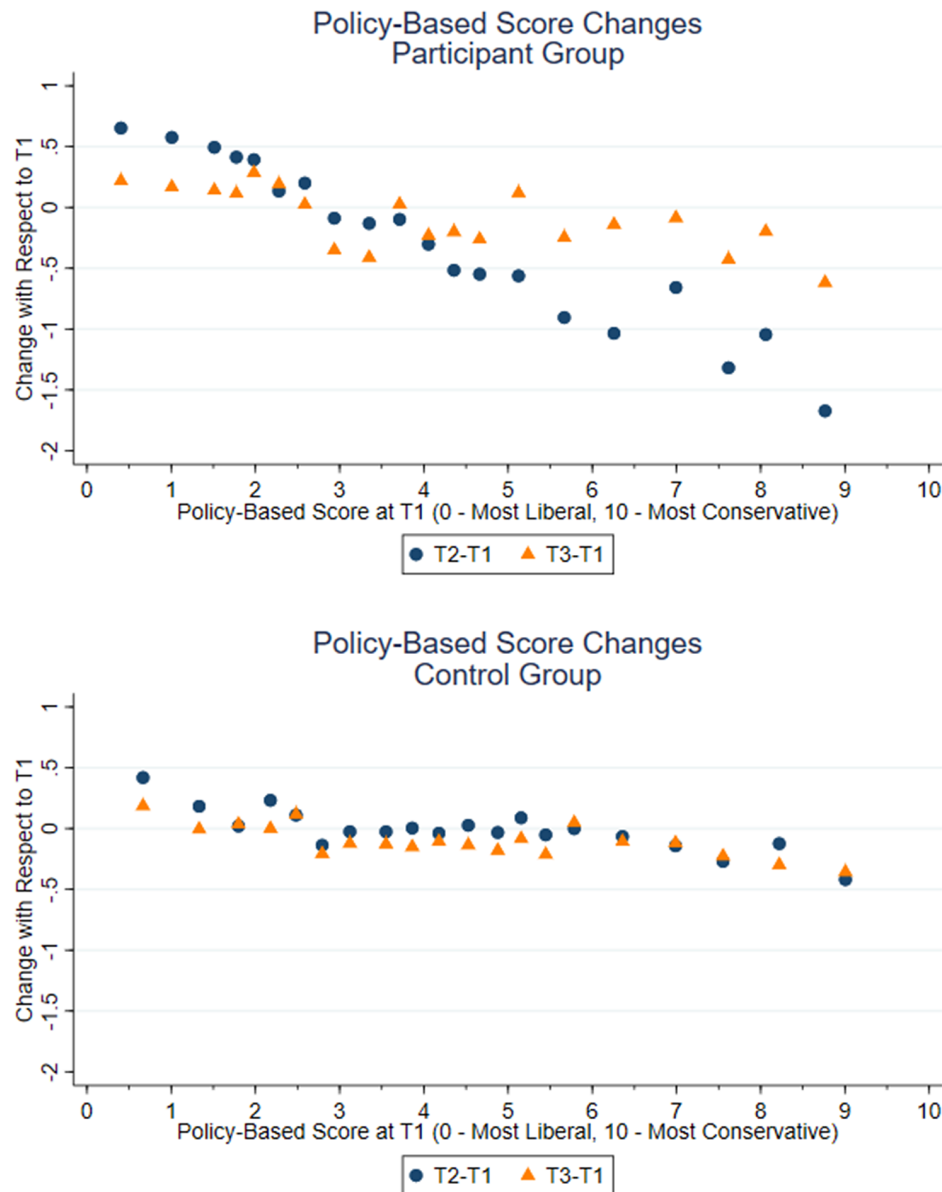 Policy-Based Score Changes
Participant Group
Change with Respect to T1
1
.5
0
-.5
-1
-1.5
-2
0 1 2 3 4 5 6 7 8 9 10
Policy-Based Score at T1 (0 - Most Liberal, 10 - Most Conservative)
T2-T1 T3-T1
Policy-Based Score Changes
Control Group
Change with Respect to T1
1
.5
0
-.5
-1
-1.5
-2
0 1 2 3 4 5 6 7 8 9 10
Policy-Based Score at T1 (0 - Most Liberal, 10 - Most Conservative)
T2-T1 T3-T1